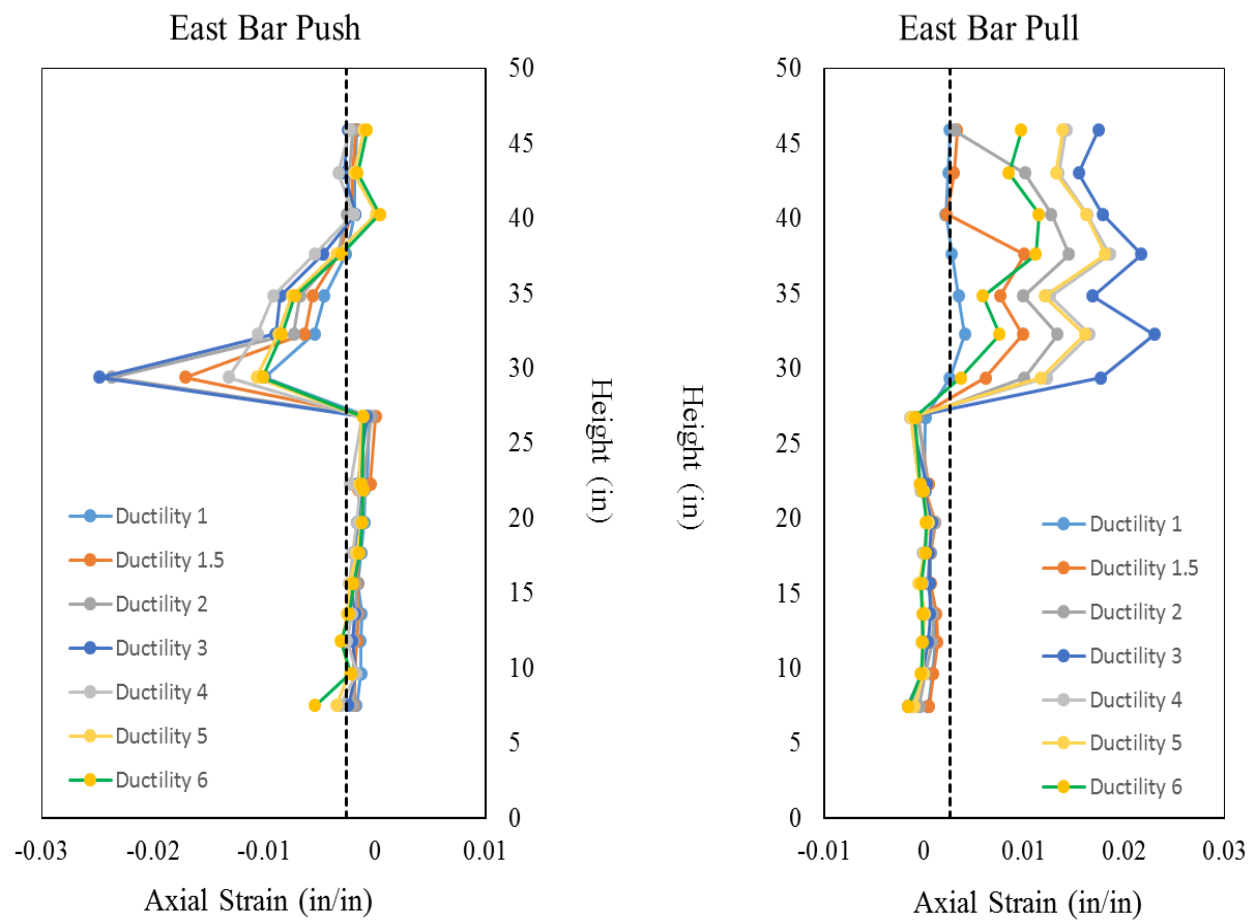 East Bar Push
50
45
40
35
30
25
20
15
10
5
0
Height (in)
Ductility 1
Ductility 1.5
Ductility 2
Ductility 3
Ductility 4
Ductility 5
Ductility 6
-0.03 -0.02 -0.01 0 0.01
Axial Strain (in/in)
East Bar Pull
50
45
40
35
30
25
20
15
10
5
0
Height (in)
Ductility 1
Ductility 1.5
Ductility 2
Ductility 3
Ductility 4
Ductility 5
Ductility 6
-0.01 0 0.01 0.02 0.03
Axial Strain (in/in)